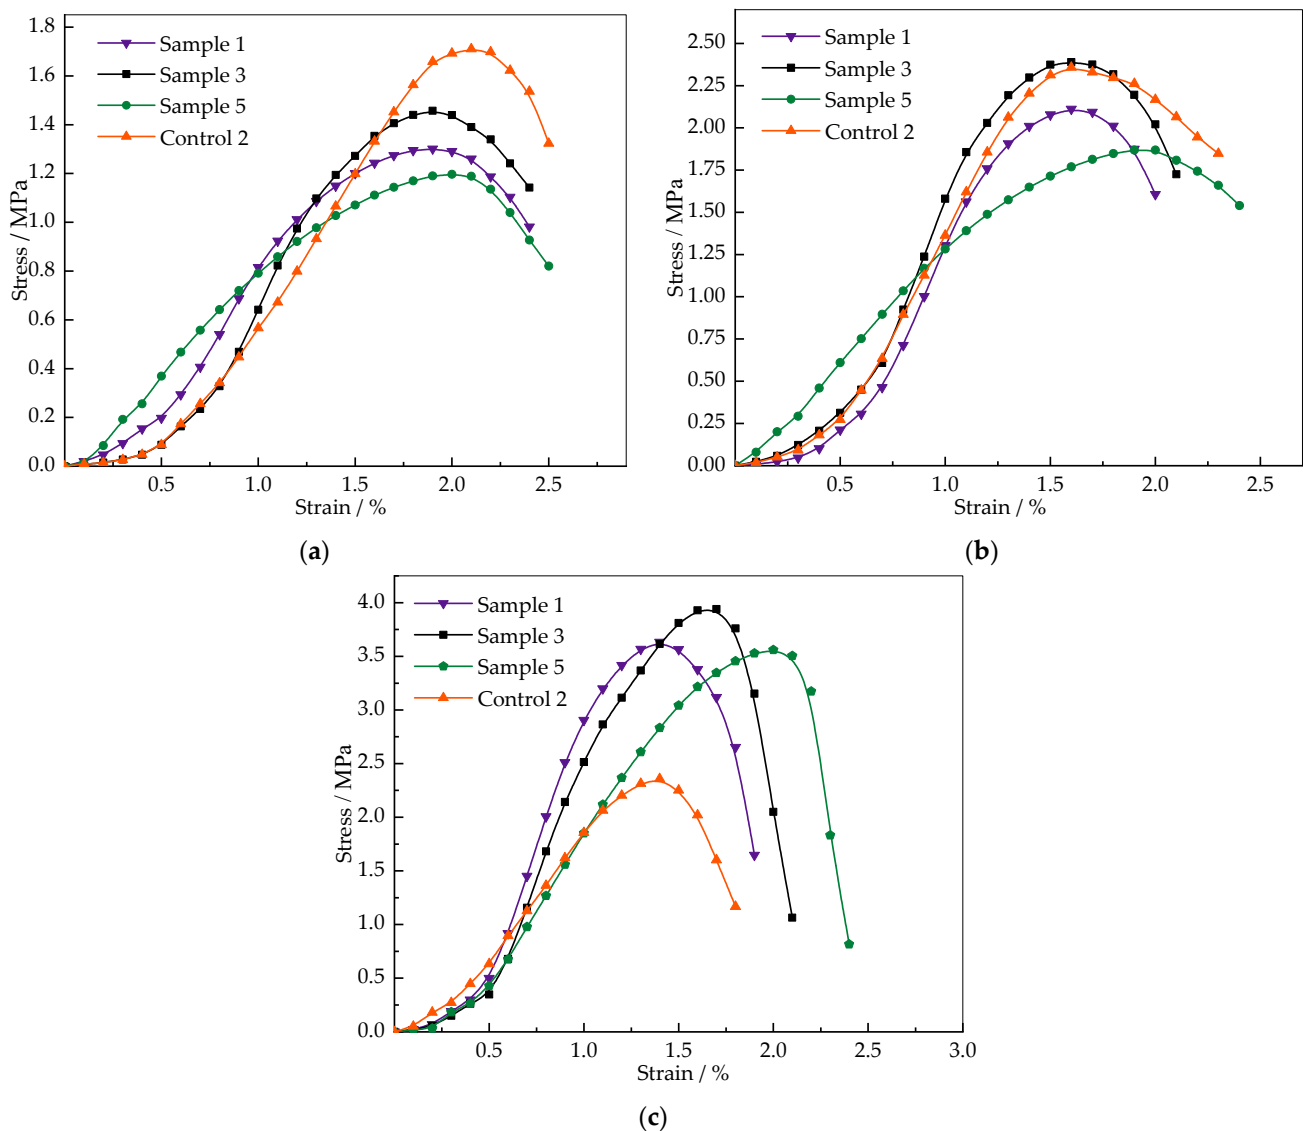 1.8
1.6
1.4
1.2
1.0
0.8
0.6
0.4
0.2
0.0
Stress / MPa
Sample 1
Sample 3
Sample 5
Control 2
0.5 1.0 1.5 2.0 2.5
Strain / %
(a)
2.50
2.25
2.00
1.75
1.50
1.25
1.00
0.75
0.50
0.25
0.00
Stress / MPa
Sample 1
Sample 3
Sample 5
Control 2
0.5 1.0 1.5 2.0 2.5
Strain / %
(b)
4.0
3.5
3.0
2.5
2.0
1.5
1.0
0.5
0.0
Stress / MPa
Sample 1
Sample 3
Sample 5
Control 2
0.5 1.0 1.5 2.0 2.5 3.0
Strain / %
(c)